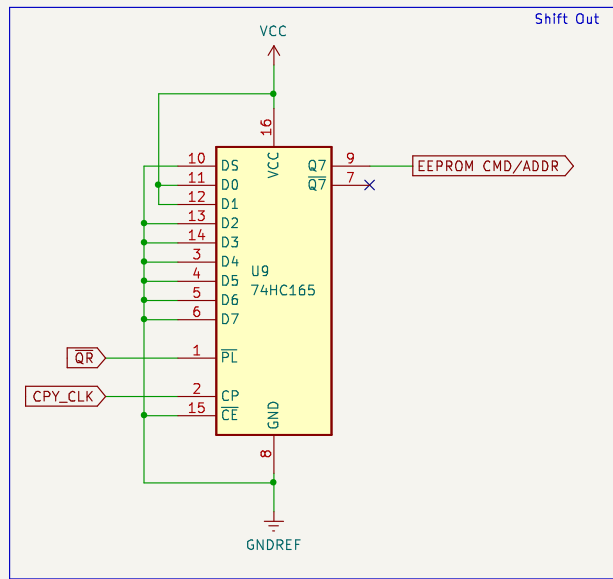 Shift Out
VCC
16
VCC
10 DS
11 D0
12 D1
13 D2
14 D3
3 D4
4 D5
5 D6
6 D7
Q7 9 EEPROM CMD/ADDR
Q7 7
U9
74HC165
QR 1 PL
CPY_CLK 2 CP
15 CE
GND
8
GNDREF